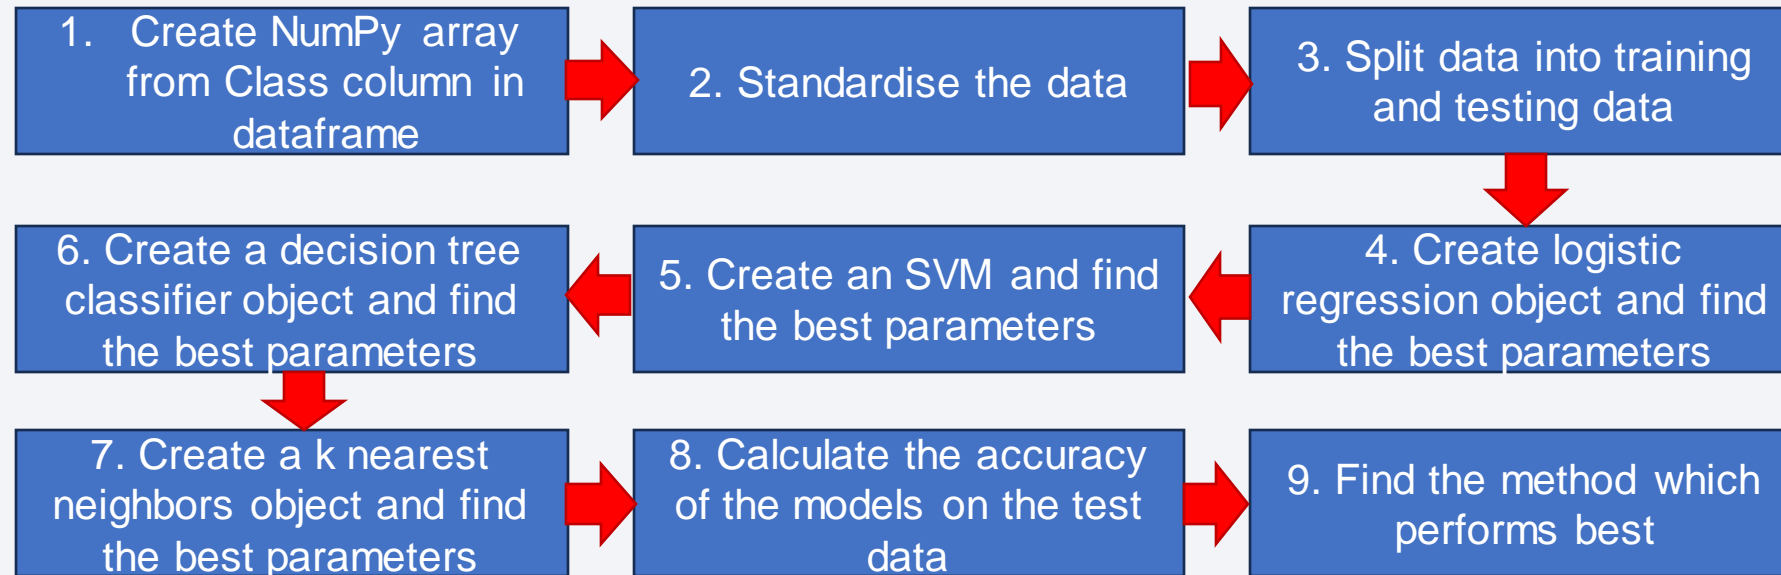 1. Create NumPy array
from Class column in
dataframe
2. Standardise the data
3. Split data into training
and testing data
4. Create logistic
regression object and find
the best parameters
5. Create an SVM and find
the best parameters
6. Create a decision tree
classifier object and find
the best parameters
7. Create a k nearest
neighbors object and find
the best parameters
8. Calculate the accuracy
of the models on the test
data
9. Find the method which
performs best